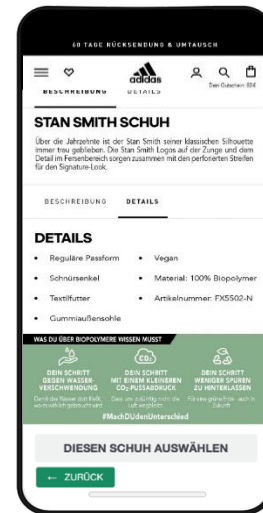 60 TAGE RÜCKSENDUNG & UMTAUSCH
adidas
Dein Gutschein: 80€
BESCHREIBUNG DETAILS
STAN SMITH SCHUH
Über die Jahrzehnte ist der Stan Smith seiner klassischen Silhouette
immer treu geblieben. Die Stan Smith Logos auf der Zunge und dem
Detail im Fersenbereich sorgen zusammen mit den perforierten Streifen
für den Signature-Look.
BESCHREIBUNG DETAILS
DETAILS
• Reguläre Passform
• Vegan
• Schnürsenkel
• Material: 100% Biopolymer
• Textilfutter
• Artikelnummer: FX5502-N
• Gummiaußensohle
WAS DU ÜBER BIOPOLYMERE WISSEN MUSST
CO₂
DEIN SCHRITT
GEGEN WASSER-
VERSCHWENDUNG
DEIN SCHRITT
MIT EINEM KLEINEREN
CO₂-FUSSABDRUCK
DEIN SCHRITT
WENIGER SPUREN
ZU HINTERLASSEN
#MachDUdenUnterschied
DIESEN SCHUH AUSWÄHLEN
← ZURÜCK